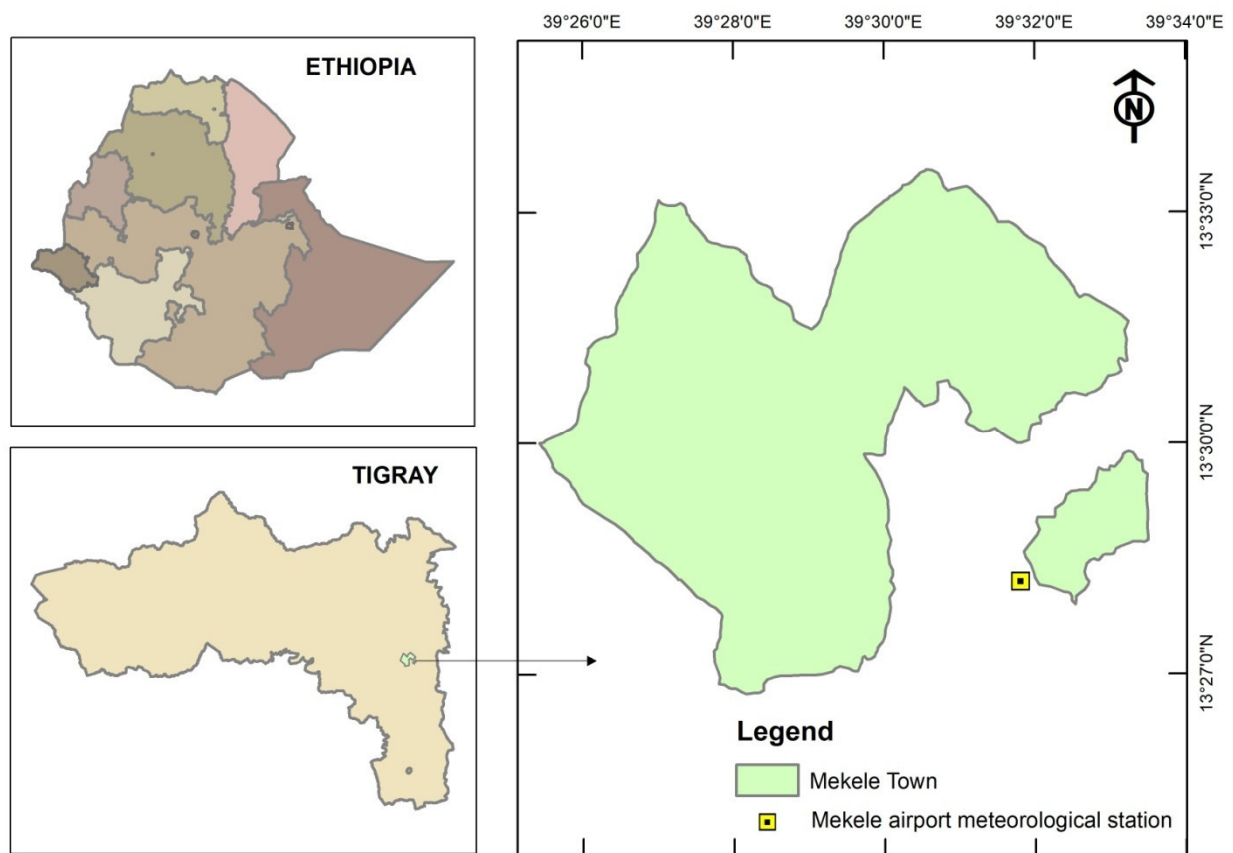 39°26'0"E 39°28'0"E 39°30'0"E 39°32'0"E 39°34'0"E
ETHIOPIA
N
13°33'0"N
13°30'0"N
TIGRAY
13°27'0"N
Legend
Mekele Town
Mekele airport meteorological station